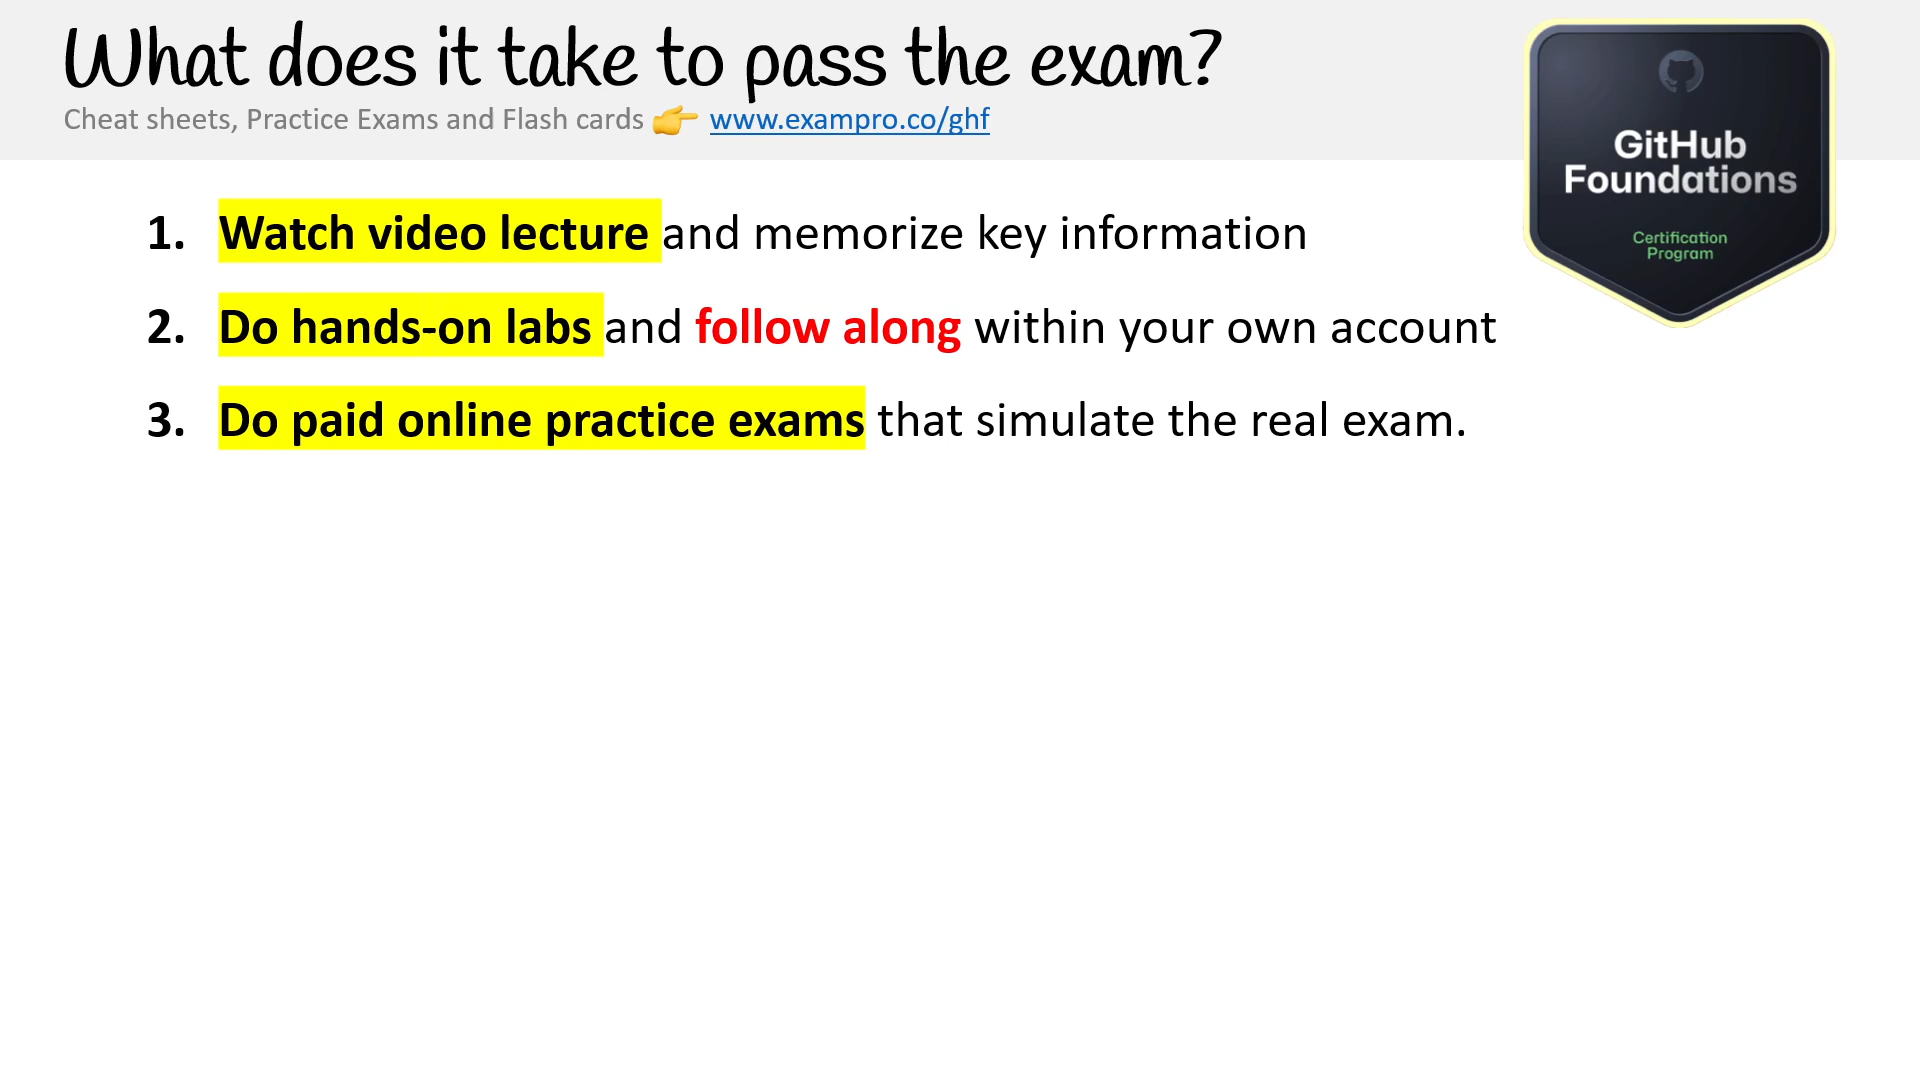 What does it take to pass the exam?
Cheat sheets, Practice Exams and Flash cards 👉 www.exampro.co/ghf
GitHub
Foundations
Certification
Program
1. Watch video lecture and memorize key information
2. Do hands-on labs and follow along within your own account
3. Do paid online practice exams that simulate the real exam.